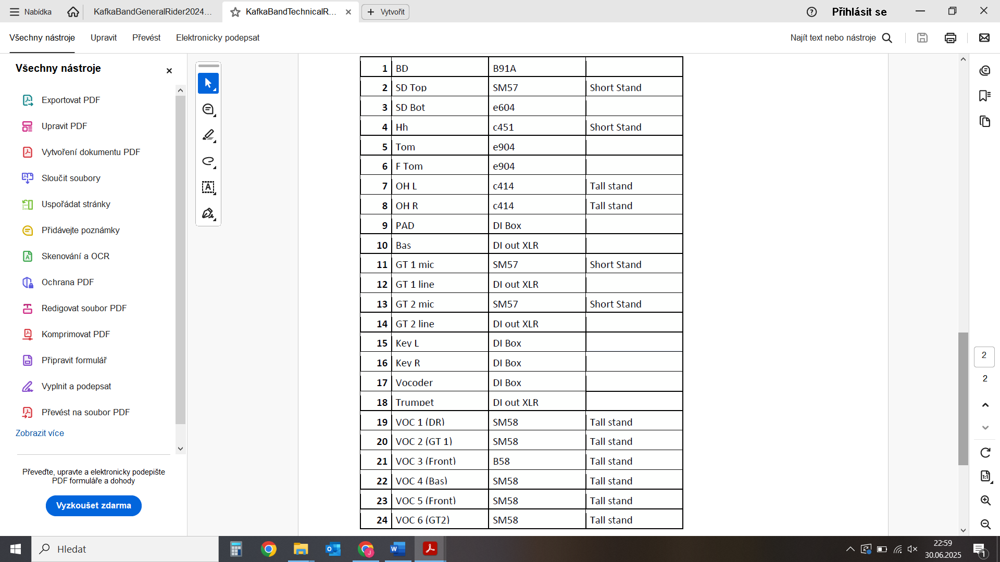 Nabídka
KafkaBandGeneralRider2024...
KafkaBandTechnicalR...
Vytvořit
Přihlásit se
Všechny nástroje
Upravit
Převést
Elektronicky podepsat
Najít text nebo nástroje
Všechny nástroje
Exportovat PDF
Upravit PDF
Vytvoření dokumentu PDF
Sloučit soubory
Uspořádat stránky
Přidávejte poznámky
Skenování a OCR
Ochrana PDF
Redigovat soubor PDF
Komprimovat PDF
Připravit formulář
Vyplnit a podepsat
Převést na soubor PDF
Zobrazit více
Převeďte, upravte a elektronicky podepište
PDF formuláře a dohody
Vyzkoušet zdarma
1 BD B91A
2 SD Top SM57 Short Stand
3 SD Bot e604
4 Hh c451 Short Stand
5 Tom e904
6 F Tom e904
7 OH L c414 Tall stand
8 OH R c414 Tall stand
9 PAD DI Box
10 Bas DI out XLR
11 GT 1 mic SM57 Short Stand
12 GT 1 line DI out XLR
13 GT 2 mic SM57 Short Stand
14 GT 2 line DI out XLR
15 Key L DI Box
16 Key R DI Box
17 Vocoder DI Box
18 Trumpet DI out XLR
19 VOC 1 (DR) SM58 Tall stand
20 VOC 2 (GT 1) SM58 Tall stand
21 VOC 3 (Front) B58 Tall stand
22 VOC 4 (Bas) SM58 Tall stand
23 VOC 5 (Front) SM58 Tall stand
24 VOC 6 (GT2) SM58 Tall stand
2
2
1:1
Hledat
22:59
30.06.2025
1